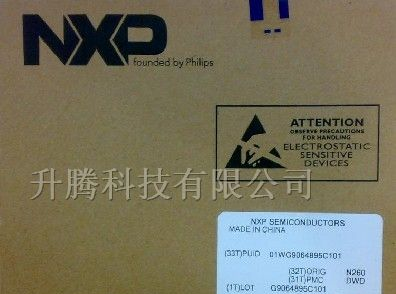 NXP
founded by Philips
ATTENTION
OBSERVE PRECAUTIONS
FOR HANDLING
ELECTROSTATIC
SENSITIVE
DEVICES
升腾科技有限公司
NXP SEMICONDUCTORS
MADE IN CHINA
(33T)PUID 01WG9064895C101
(32T)ORIG N260
(31T)PMC DWD
(1T)LOT G9064895C101